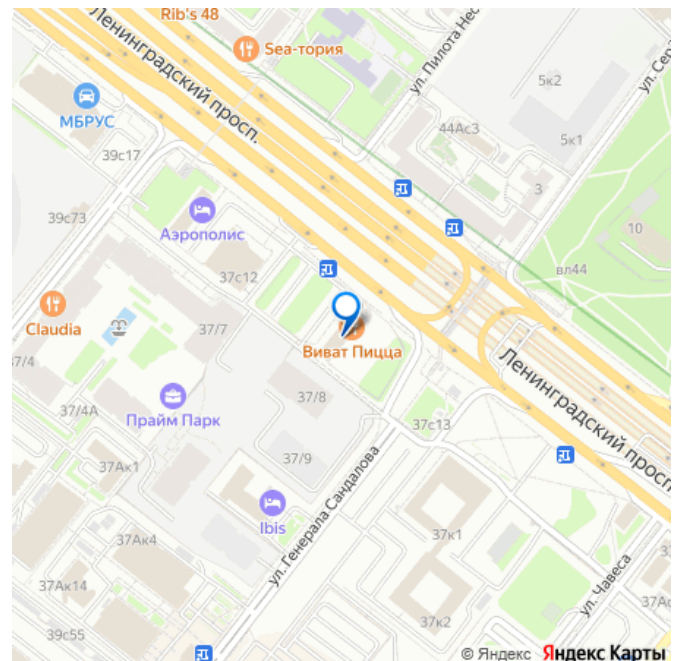 Rib's 48
Sea-тория
Ленинградский просп.
ул. Пилота Нес
ул. Сер
МБРУС
5к2
44Ас3
5к1
39с17
3
Аэрополис
39с73
10
37с12
вл44
Claudia
37/7
Виват Пицца
Ленинградский просп.
37/4
37/8
Прайм Парк
37/4А
37с13
37Ак1
37/9
ул. Генерала Сандалова
Ibis
37к1
37Ак4
37Ак14
ул. Чавеса
37к2
39с55
© Яндекс Яндекс Карты